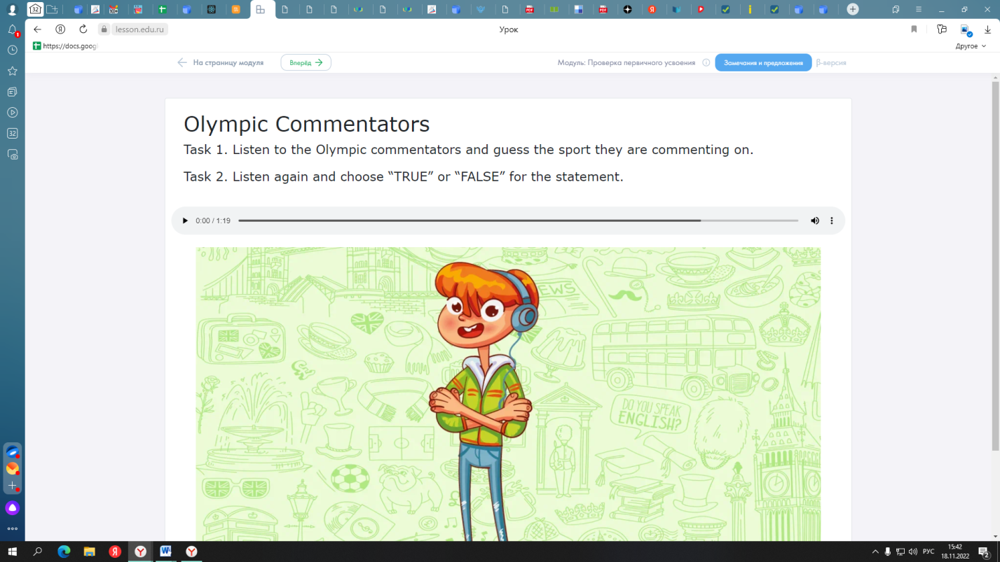 32
Урок
lesson.edu.ru
https://docs.googl
Другое
На страницу модуля
Вперёд
Модуль: Проверка первичного усвоения
Замечания и предложения
β-версия
Olympic Commentators
Task 1. Listen to the Olympic commentators and guess the sport they are commenting on.
Task 2. Listen again and choose “TRUE” or “FALSE” for the statement.
0:00 / 1:19
NEWS
DO YOU SPEAK
ENGLISH?
32
РУС
15:42
18.11.2022
2